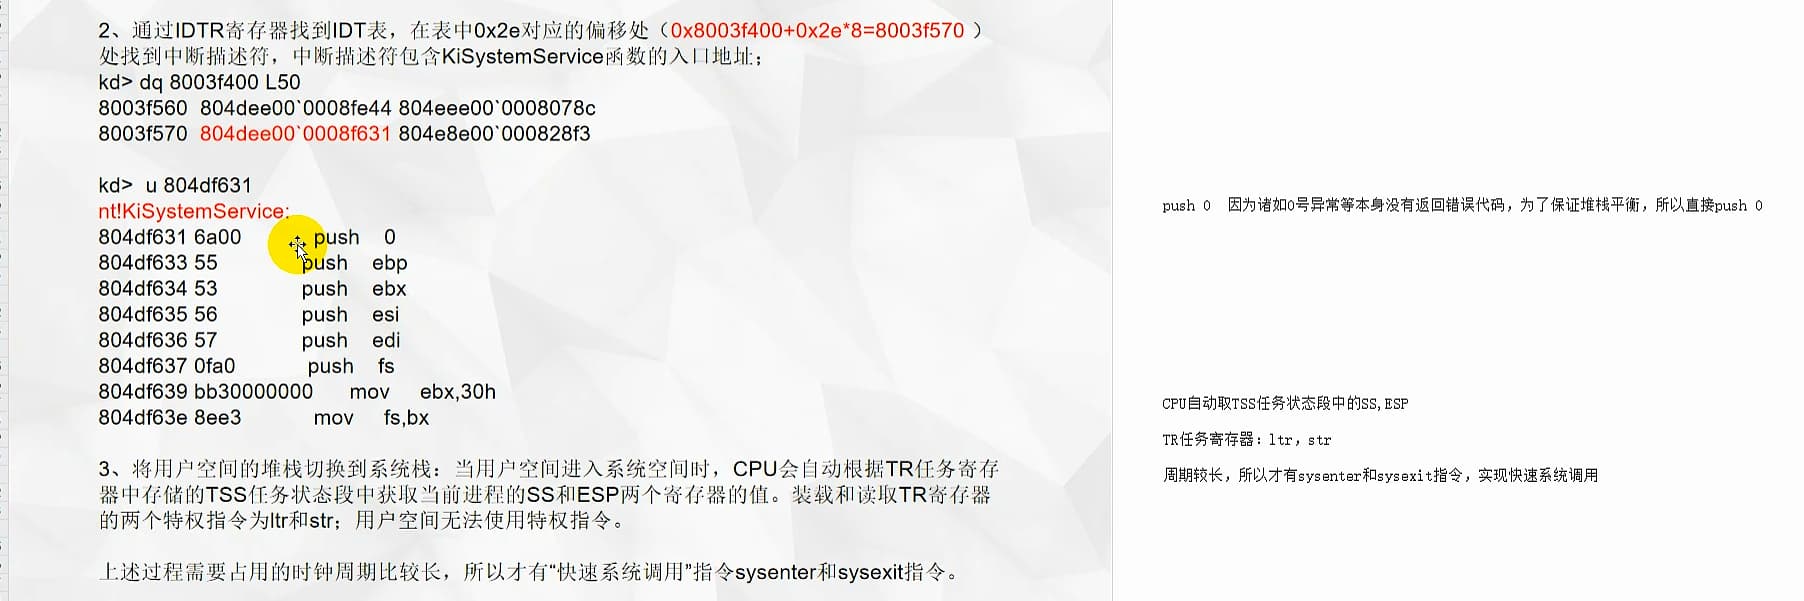 2、通过IDTR寄存器找到IDT表，在表中0x2e对应的偏移处（0x8003f400+0x2e*8=8003f570 ）
处找到中断描述符，中断描述符包含KiSystemService函数的入口地址；
kd> dq 8003f400 L50
8003f560  804dee00`0008fe44 804eee00`0008078c
8003f570  804dee00`0008f631 804e8e00`000828f3
kd>  u 804df631
nt!KiSystemService:
804df631 6a00 push 0
804df633 55 push ebp
804df634 53 push ebx
804df635 56 push esi
804df636 57 push edi
804df637 0fa0 push fs
804df639 bb30000000 mov ebx,30h
804df63e 8ee3 mov fs,bx
3、将用户空间的堆栈切换到系统栈：当用户空间进入系统空间时，CPU会自动根据TR任务寄存
器中存储的TSS任务状态段中获取当前进程的SS和ESP两个寄存器的值。装载和读取TR寄存器
的两个特权指令为ltr和str；用户空间无法使用特权指令。
上述过程需要占用的时钟周期比较长，所以才有“快速系统调用”指令sysenter和sysexit指令。
push 0  因为诸如0号异常等本身没有返回错误代码，为了保证堆栈平衡，所以直接push 0
CPU自动取TSS任务状态段中的SS,ESP
TR任务寄存器：ltr，str
周期较长，所以才有sysenter和sysexit指令，实现快速系统调用